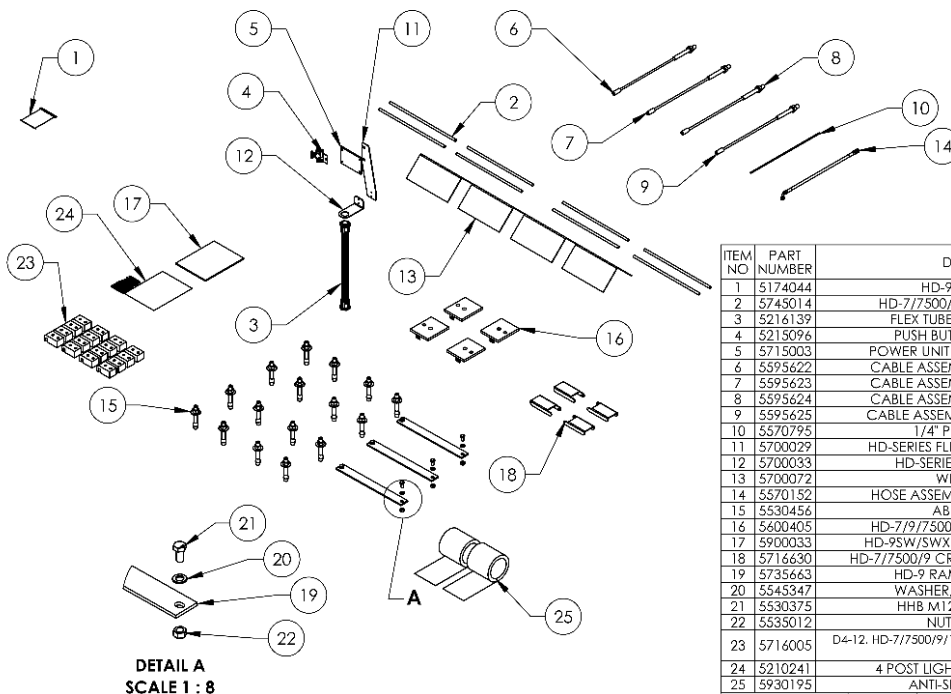 1
5
11
6
8
4
2
7
10
12
14
9
24
17
13
23
3
16
15
18
21
20
19
22
A
25
DETAIL A
SCALE 1 : 8
ITEM NO PART NUMBER D
1 5174044 HD-9
2 5745014 HD-7/7500/
3 5216139 FLEX TUBE
4 5215096 PUSH BUT
5 5715003 POWER UNIT
6 5595622 CABLE ASSEM
7 5595623 CABLE ASSEM
8 5595624 CABLE ASSEM
9 5595625 CABLE ASSEM
10 5570795 1/4" P
11 5700029 HD-SERIES FL
12 5700033 HD-SERIE
13 5700072 W
14 5570152 HOSE ASSEM
15 5530456 AB
16 5600405 HD-7/9/7500
17 5900033 HD-9SW/SWX
18 5716630 HD-7/7500/9 CR
19 5735663 HD-9 RAM
20 5545347 WASHER,
21 5530375 HHB M12
22 5535012 NUT
23 5716005 D4-12. HD-7/7500/9/
24 5210241 4 POST LIGH
25 5930195 ANTI-S